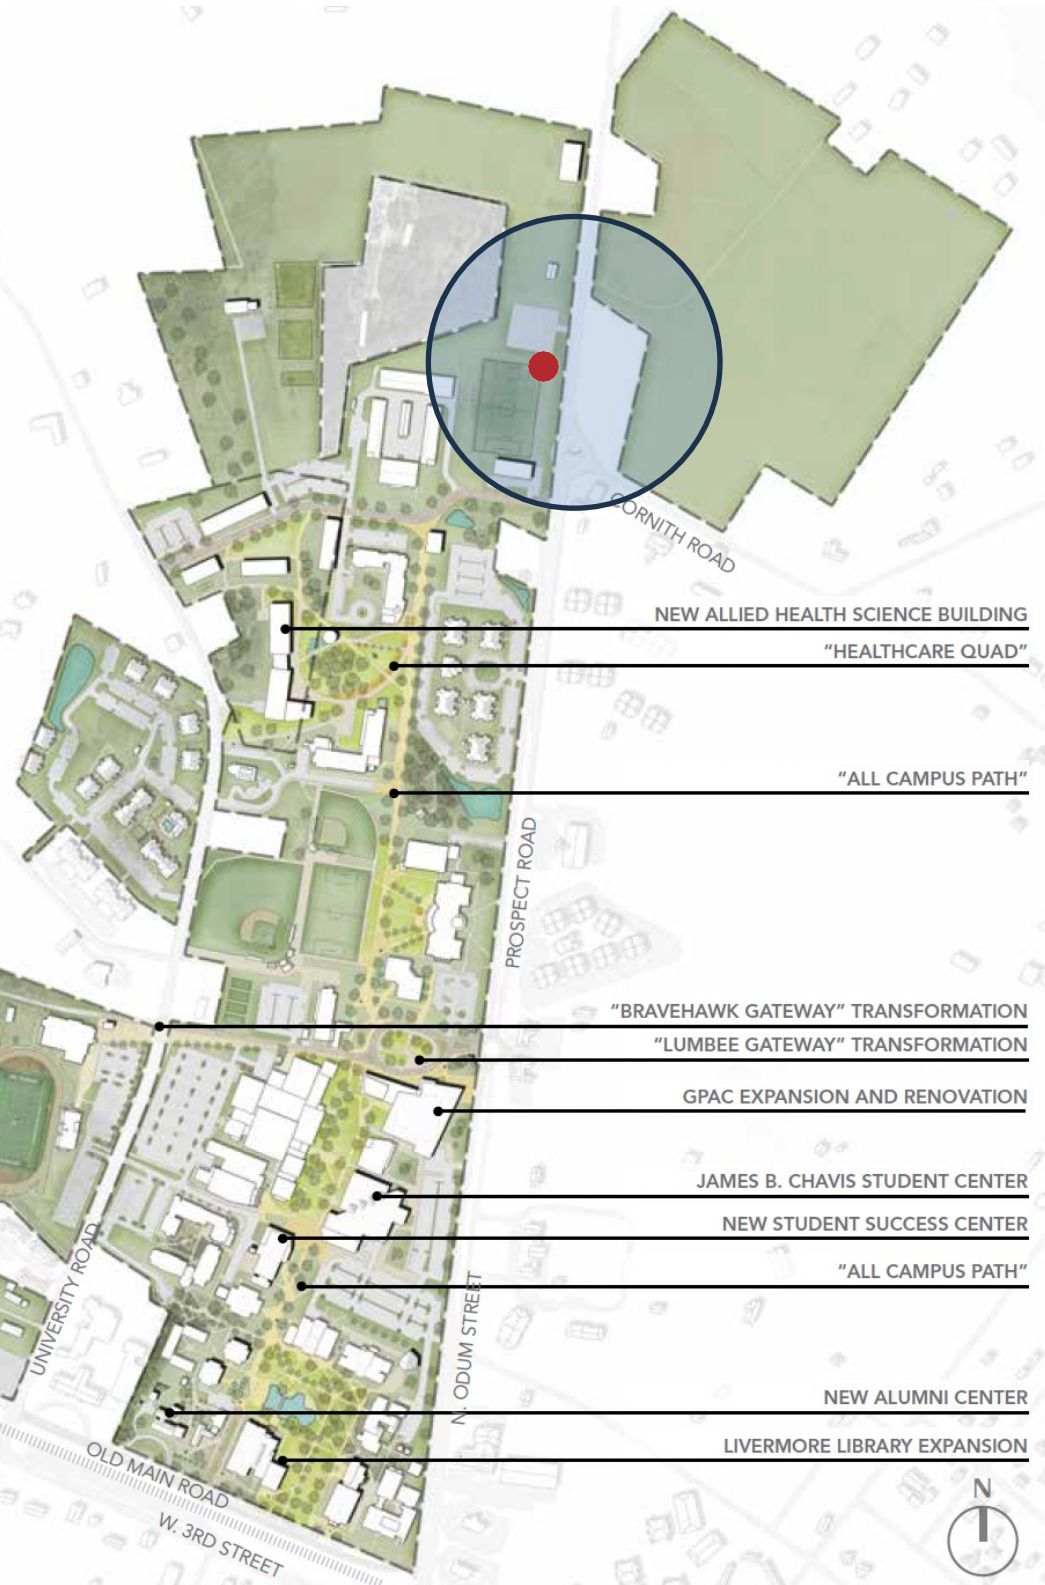 CORNITH ROAD
NEW ALLIED HEALTH SCIENCE BUILDING
"HEALTHCARE QUAD"
"ALL CAMPUS PATH"
PROSPECT ROAD
"BRAVEHAWK GATEWAY" TRANSFORMATION
"LUMBEE GATEWAY" TRANSFORMATION
GPAC EXPANSION AND RENOVATION
JAMES B. CHAVIS STUDENT CENTER
NEW STUDENT SUCCESS CENTER
"ALL CAMPUS PATH"
UNIVERSITY ROAD
N. ODUM STREET
NEW ALUMNI CENTER
LIVERMORE LIBRARY EXPANSION
OLD MAIN ROAD
W. 3RD STREET
N